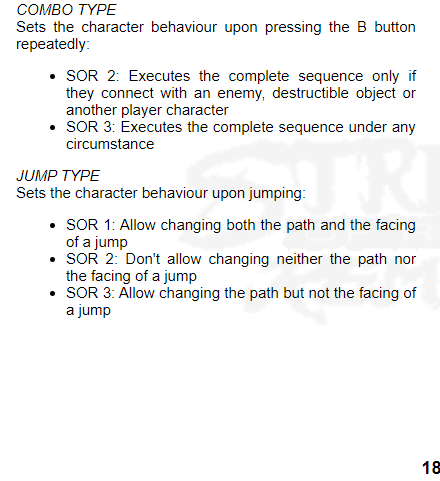 COMBO TYPE
Sets the character behaviour upon pressing the B button
repeatedly:
• SOR 2: Executes the complete sequence only if
they connect with an enemy, destructible object or
another player character
• SOR 3: Executes the complete sequence under any
circumstance
JUMP TYPE
Sets the character behaviour upon jumping:
• SOR 1: Allow changing both the path and the facing
of a jump
• SOR 2: Don't allow changing neither the path nor
the facing of a jump
• SOR 3: Allow changing the path but not the facing of
a jump
18